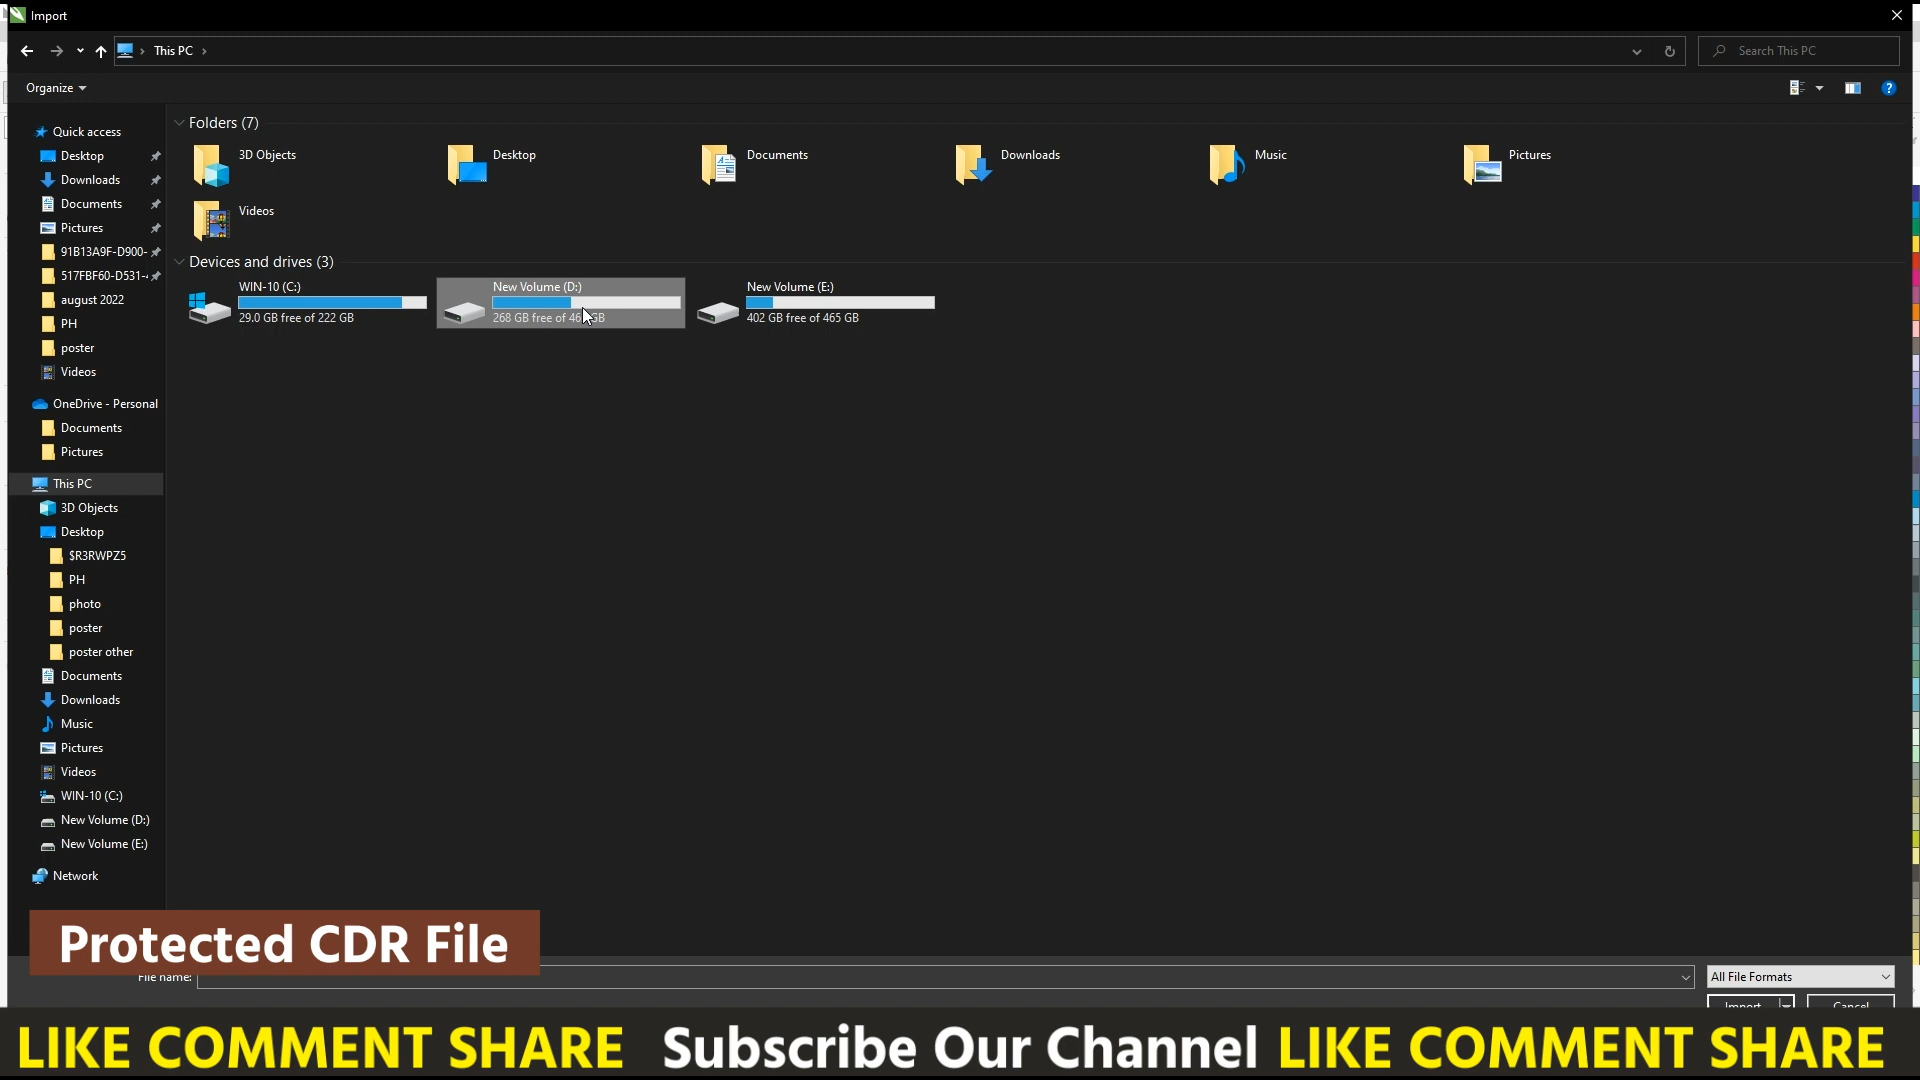 Import
This PC
Search This PC
Organize
Quick access
Desktop
Downloads
Documents
Pictures
91B13A9F-D900-
517FBF60-D531-
august 2022
PH
poster
Videos
OneDrive - Personal
Documents
Pictures
This PC
3D Objects
Desktop
$R3RWPZ5
PH
photo
poster
poster other
Documents
Downloads
Music
Pictures
Videos
WIN-10 (C:)
New Volume (D:)
New Volume (E:)
Network
Folders (7)
3D Objects
Desktop
Documents
Downloads
Music
Pictures
Videos
Devices and drives (3)
WIN-10 (C:)
29.0 GB free of 222 GB
New Volume (D:)
268 GB free of GB
New Volume (E:)
402 GB free of 465 GB
Protected CDR File
File name:
All File Formats
Import
Cancel
LIKE COMMENT SHARE Subscribe Our Channel LIKE COMMENT SHARE